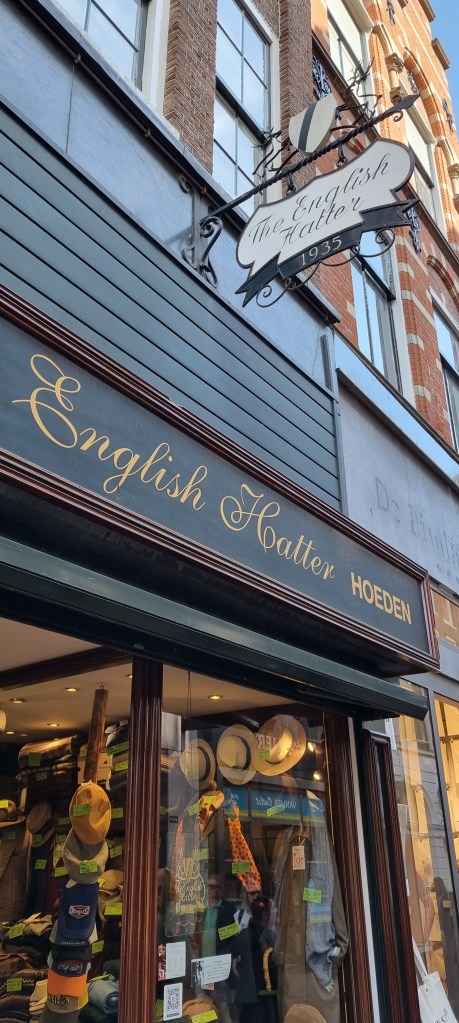 The English
Hatter
1935
English Hatter HOEDEN